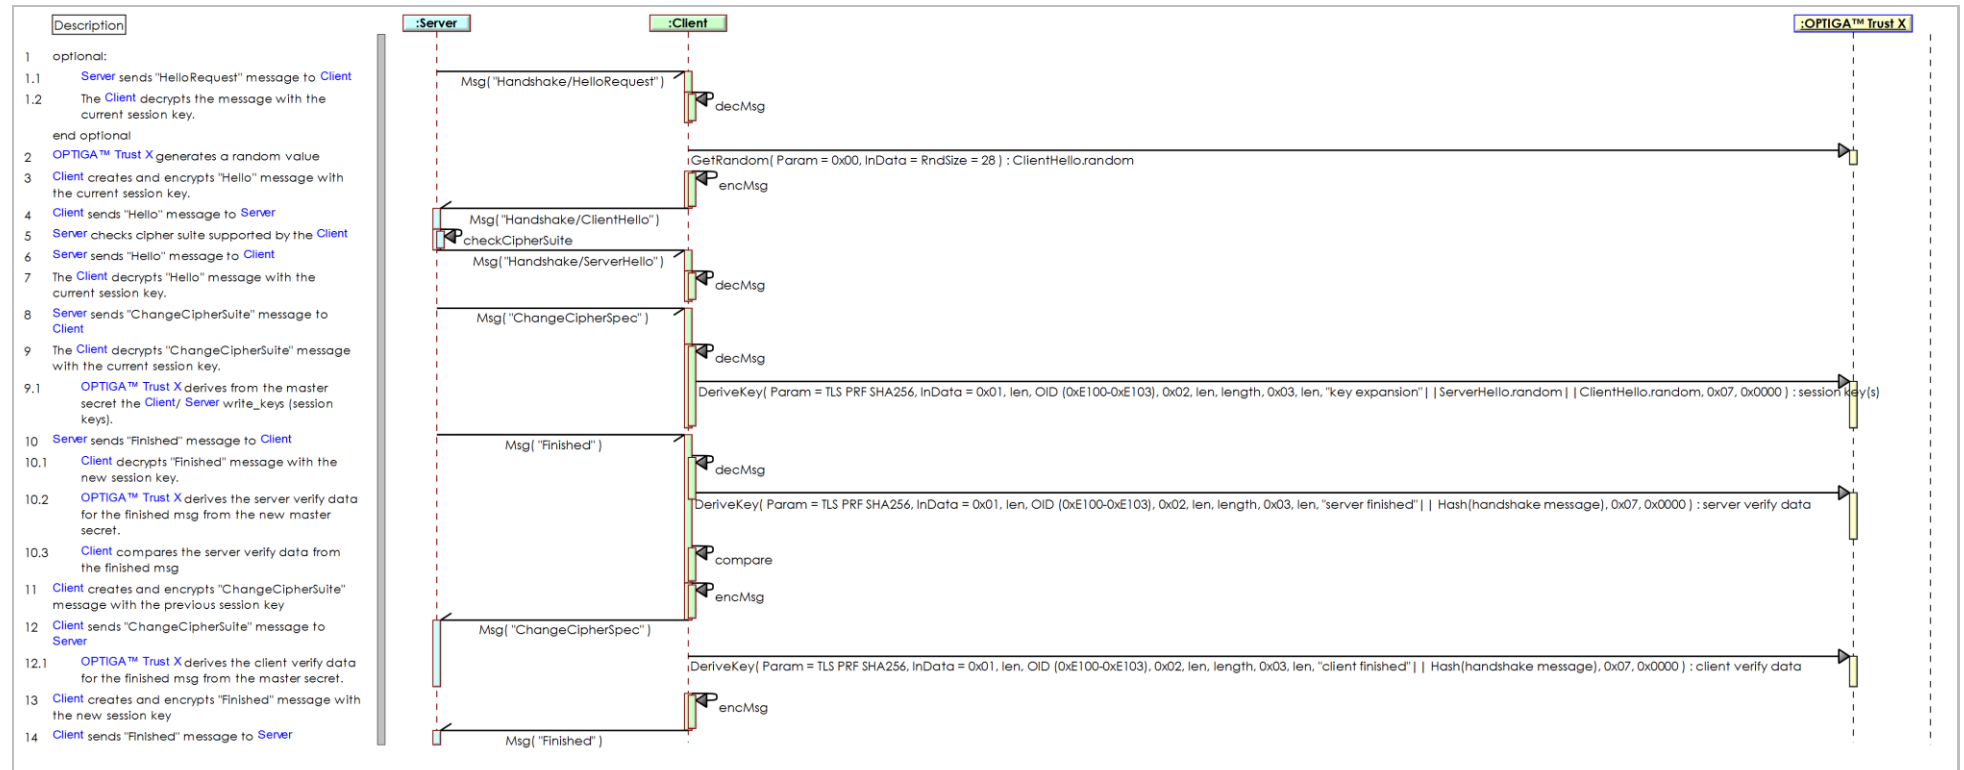 Description
1 optional:
1.1 Server sends "HelloRequest" message to Client
1.2 The Client decrypts the message with the
current session key.
end optional
2 OPTIGA™ Trust X generates a random value
3 Client creates and encrypts "Hello" message with
the current session key.
4 Client sends "Hello" message to Server
5 Server checks cipher suite supported by the Client
6 Server sends "Hello" message to Client
7 The Client decrypts "Hello" message with the
current session key.
8 Server sends "ChangeCipherSuite" message to
Client
9 The Client decrypts "ChangeCipherSuite" message
with the current session key.
9.1 OPTIGA™ Trust X derives from the master
secret the Client/ Server write_keys (session
keys).
10 Server sends "Finished" message to Client
10.1 Client decrypts "Finished" message with the
new session key.
10.2 OPTIGA™ Trust X derives the server verify data
for the finished msg from the new master
secret.
10.3 Client compares the server verify data from
the finished msg
11 Client creates and encrypts "ChangeCipherSuite"
message with the previous session key
12 Client sends "ChangeCipherSuite" message to
Server
12.1 OPTIGA™ Trust X derives the client verify data
for the finished msg from the master secret.
13 Client creates and encrypts "Finished" message with
the new session key
14 Client sends "Finished" message to Server
:Server
:Client
:OPTIGA™ Trust X
Msg( "Handshake/HelloRequest" )
decMsg
GetRandom( Param = 0x00, InData = RndSize = 28 ) : ClientHello.random
encMsg
Msg( "Handshake/ClientHello" )
checkCipherSuite
Msg( "Handshake/ServerHello" )
decMsg
Msg( "ChangeCipherSpec" )
decMsg
DeriveKey( Param = TLS PRF SHA256, InData = 0x01, len, OID (0xE100-0xE103), 0x02, len, length, 0x03, len, "key expansion"| |ServerHello.random| |ClientHello.random, 0x07, 0x0000 ) : session key(s)
Msg( "Finished" )
decMsg
DeriveKey( Param = TLS PRF SHA256, InData = 0x01, len, OID (0xE100-0xE103), 0x02, len, length, 0x03, len, "server finished"| | Hash(handshake message), 0x07, 0x0000 ) : server verify data
compare
encMsg
Msg( "ChangeCipherSpec" )
DeriveKey( Param = TLS PRF SHA256, InData = 0x01, len, OID (0xE100-0xE103), 0x02, len, length, 0x03, len, "client finished"| | Hash(handshake message), 0x07, 0x0000 ) : client verify data
encMsg
Msg( "Finished" )